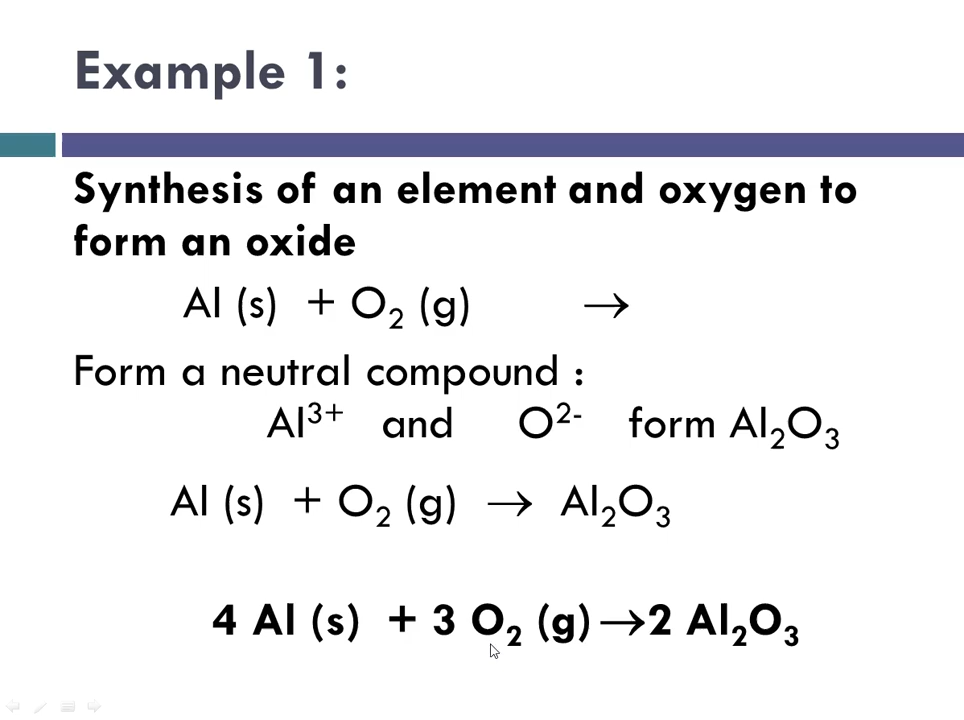 Example 1:
Synthesis of an element and oxygen to
form an oxide
Al (s) + O₂ (g) →
Form a neutral compound :
Al³⁺ and O²⁻ form Al₂O₃
Al (s) + O₂ (g) → Al₂O₃
4 Al (s) + 3 O₂ (g) →2 Al₂O₃